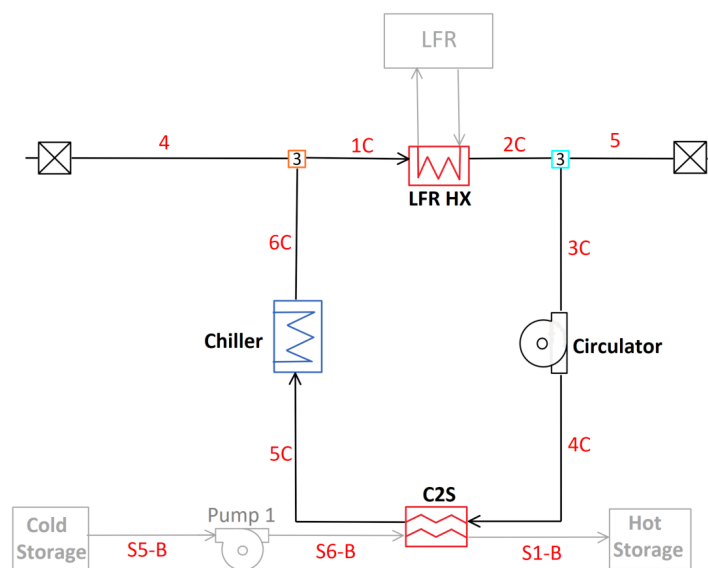 LFR
4
3
1C
2C
3
5
LFR HX
6C
3C
Chiller
Circulator
5C
4C
C2S
Cold
Storage
S5-B
Pump 1
S6-B
S1-B
Hot
Storage